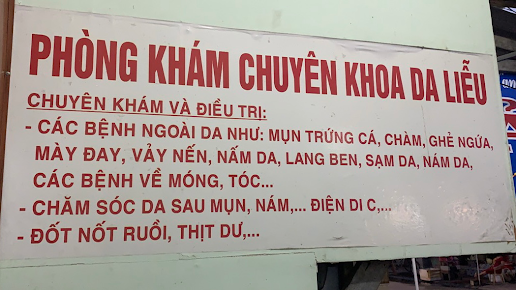 PHÒNG KHÁM CHUYÊN KHOA DA LIỄU
CHUYÊN KHÁM VÀ ĐIỀU TRỊ:
- CÁC BỆNH NGOÀI DA NHƯ: MỤN TRỨNG CÁ, CHÀM, GHẺ NGỨA,
MÀY ĐAY, VẢY NẾN, NẤM DA, LANG BEN, SẠM DA, NÁM DA,
CÁC BỆNH VỀ MÓNG, TÓC...
- CHĂM SÓC DA SAU MỤN, NÁM,... ĐIỆN DI C,...
- ĐỐT NỐT RUỒI, THỊT DƯ,...